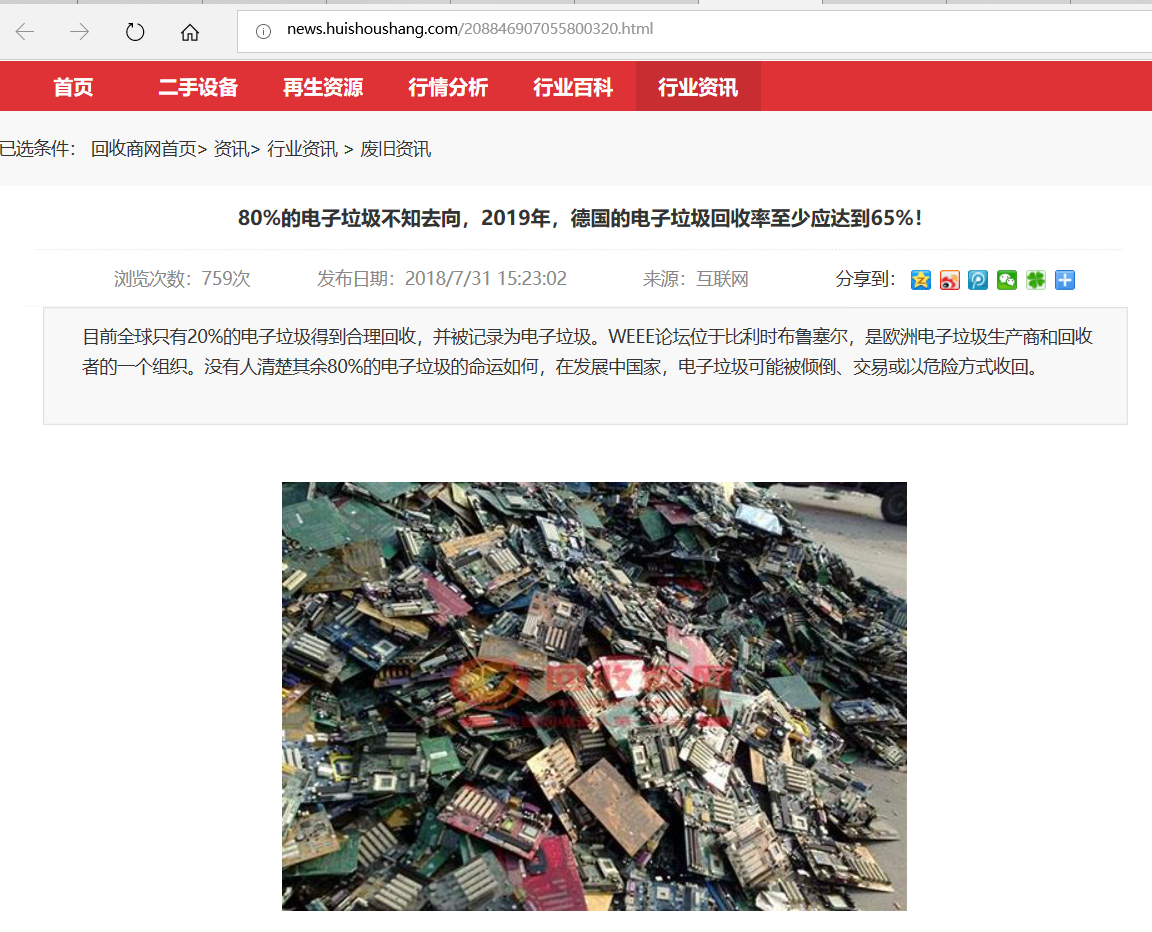 news.huishoushang.com/208846907055800320.html
首页 二手设备 再生资源 行情分析 行业百科 行业资讯
已选条件： 回收商网首页> 资讯> 行业资讯 > 废旧资讯
80%的电子垃圾不知去向，2019年，德国的电子垃圾回收率至少应达到65%！
浏览次数：759次 发布日期：2018/7/31 15:23:02 来源：互联网 分享到：
目前全球只有20%的电子垃圾得到合理回收，并被记录为电子垃圾。WEEE论坛位于比利时布鲁塞尔，是欧洲电子垃圾生产商和回收
者的一个组织。没有人清楚其余80%的电子垃圾的命运如何，在发展中国家，电子垃圾可能被倾倒、交易或以危险方式收回。
回收商网